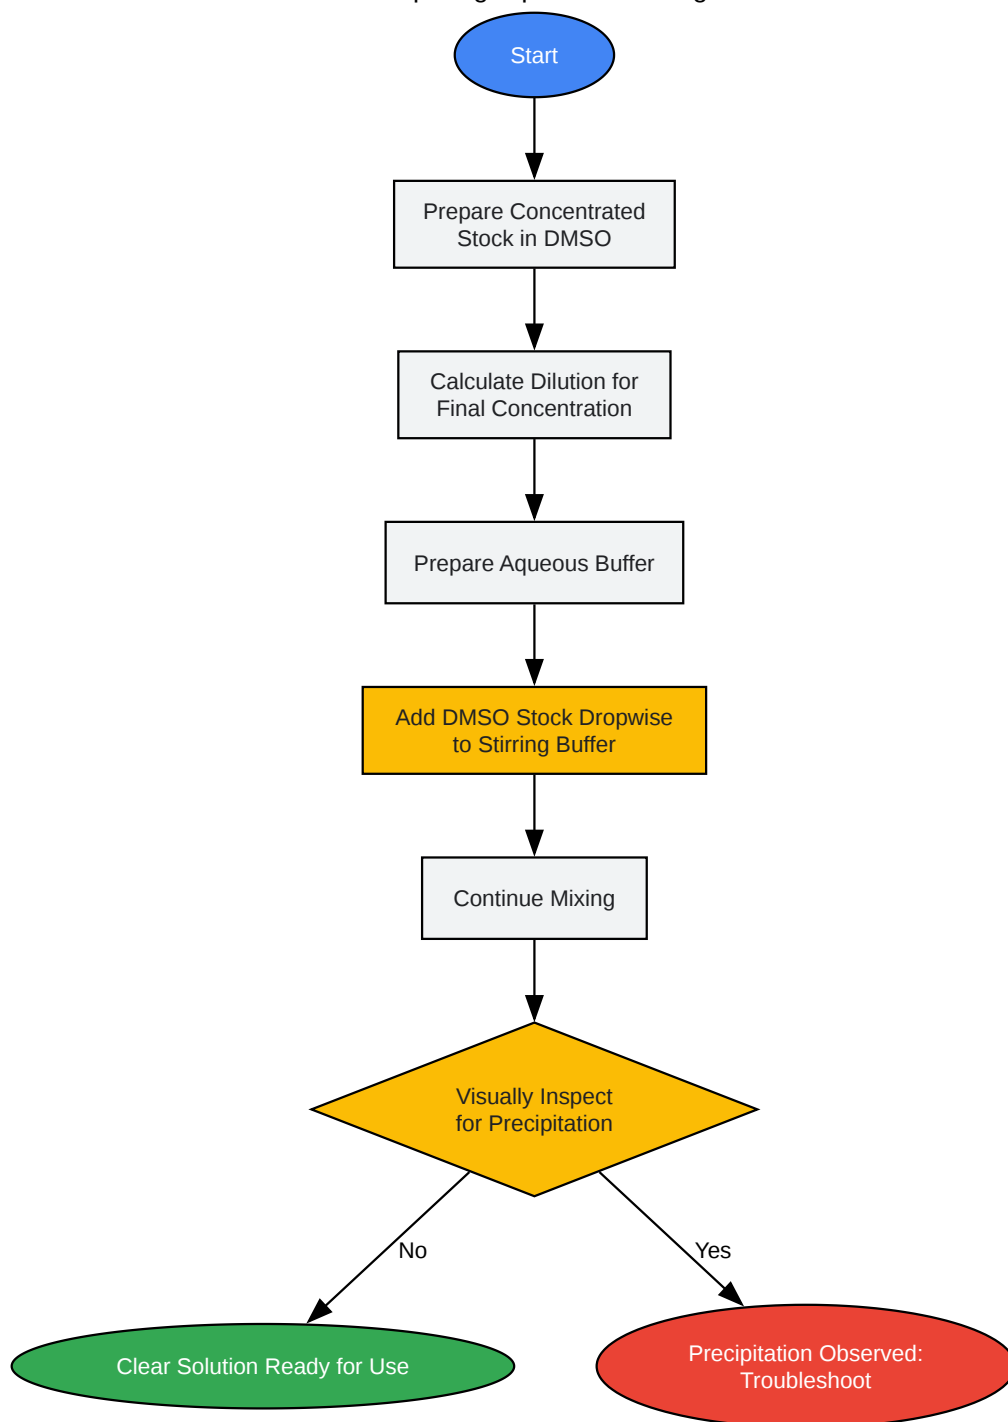 Start
Prepare Concentrated
Stock in DMSO
Calculate Dilution for
Final Concentration
Prepare Aqueous Buffer
Add DMSO Stock Dropwise
to Stirring Buffer
Continue Mixing
Visually Inspect
for Precipitation
No
Yes
Clear Solution Ready for Use
Precipitation Observed:
Troubleshoot